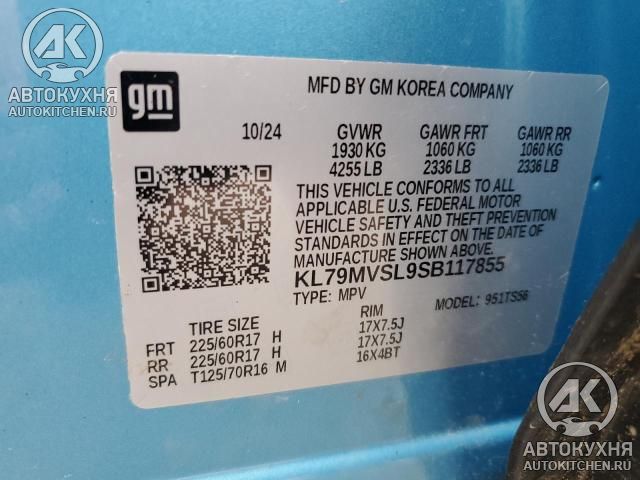 AK
АВТОКУХНЯ
AUTOKITCHEN.RU
gm
MFD BY GM KOREA COMPANY
10/24 GVWR GAWR FRT GAWR RR
1930 KG 1060 KG 1060 KG
4255 LB 2336 LB 2336 LB
THIS VEHICLE CONFORMS TO ALL
APPLICABLE U.S. FEDERAL MOTOR
VEHICLE SAFETY AND THEFT PREVENTION
STANDARDS IN EFFECT ON THE DATE OF
MANUFACTURE SHOWN ABOVE.
KL79MVSL9SB117855
TYPE: MPV MODEL: 951TS56
TIRE SIZE RIM
FRT 225/60R17 H 17X7.5J
RR 225/60R17 H 17X7.5J
SPA T125/70R16 M 16X4BT
AK
АВТОКУХНЯ
AUTOKITCHEN.RU